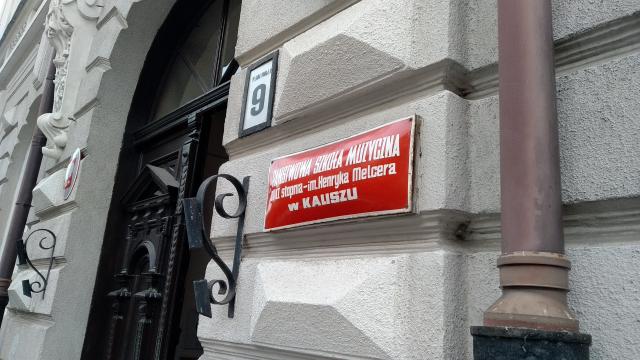 9
PAŃSTWOWA SZKOŁA MUZYCZNA
I i II stopnia-im. Henryka Melcera
w KALISZU